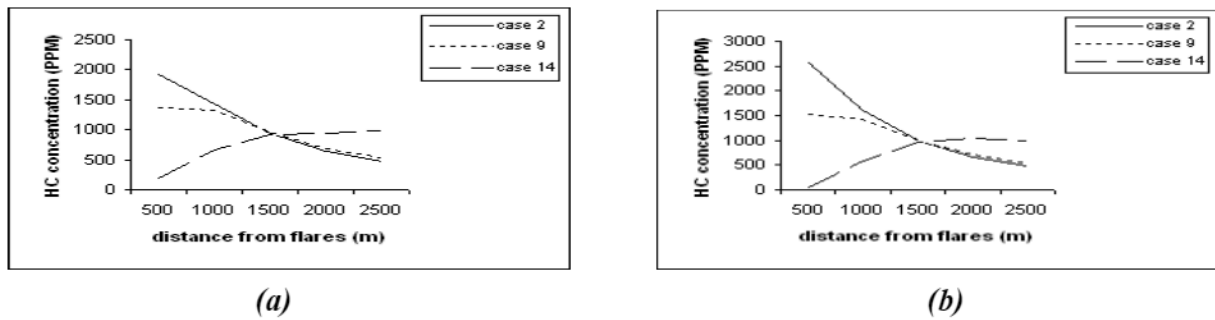 2500
2000
1500
1000
500
0
HC concentration (PPM)
500 1000 1500 2000 2500
distance from flares (m)
case 2
case 9
case 14
(a)
3000
2500
2000
1500
1000
500
0
HC concentration (PPM)
500 1000 1500 2000 2500
distance from flares (m)
case 2
case 9
case 14
(b)